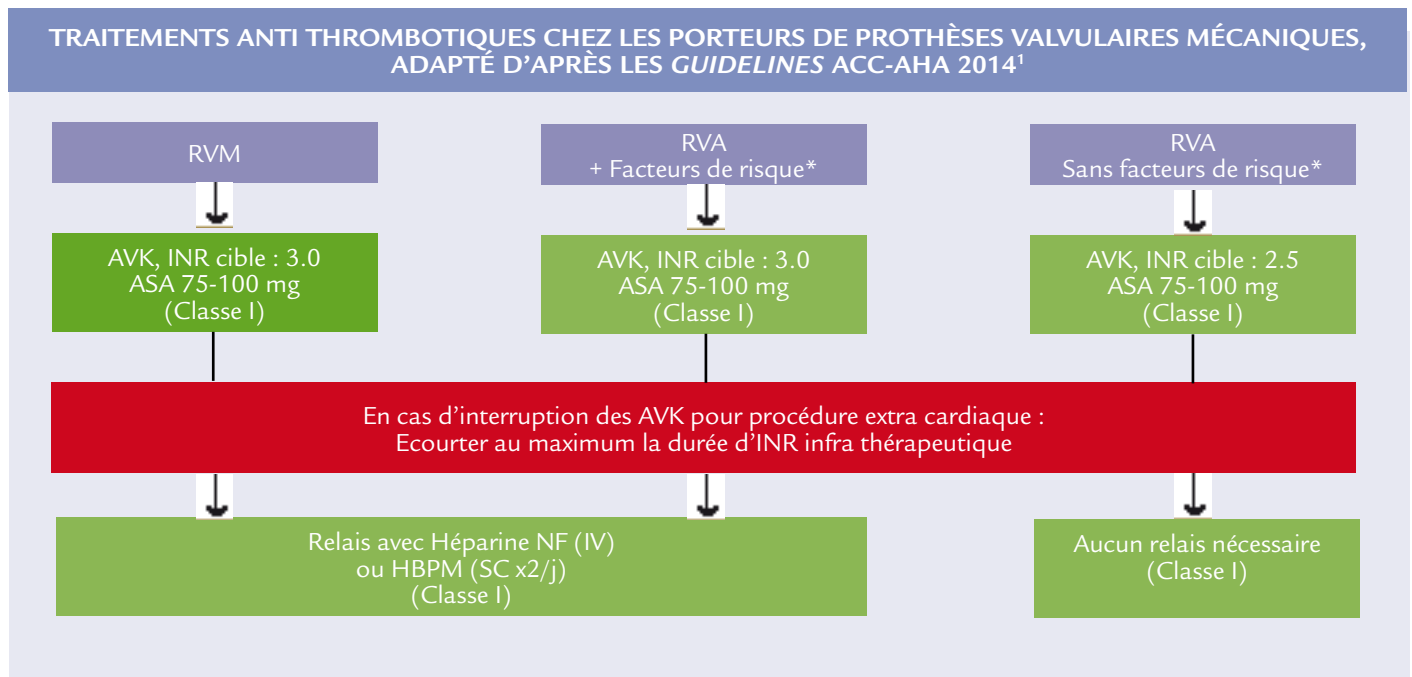 TRAITEMENTS ANTI THROMBOTIQUES CHEZ LES PORTEURS DE PROTHÈSES VALVULAIRES MÉCANIQUES,
ADAPTÉ D’APRÈS LES GUIDELINES ACC-AHA 2014¹
RVM
RVA
+ Facteurs de risque*
RVA
Sans facteurs de risque*
AVK, INR cible : 3.0
ASA 75-100 mg
(Classe I)
AVK, INR cible : 3.0
ASA 75-100 mg
(Classe I)
AVK, INR cible : 2.5
ASA 75-100 mg
(Classe I)
En cas d’interruption des AVK pour procédure extra cardiaque :
Ecourter au maximum la durée d’INR infra thérapeutique
Relais avec Héparine NF (IV)
ou HBPM (SC x2/j)
(Classe I)
Aucun relais nécessaire
(Classe I)